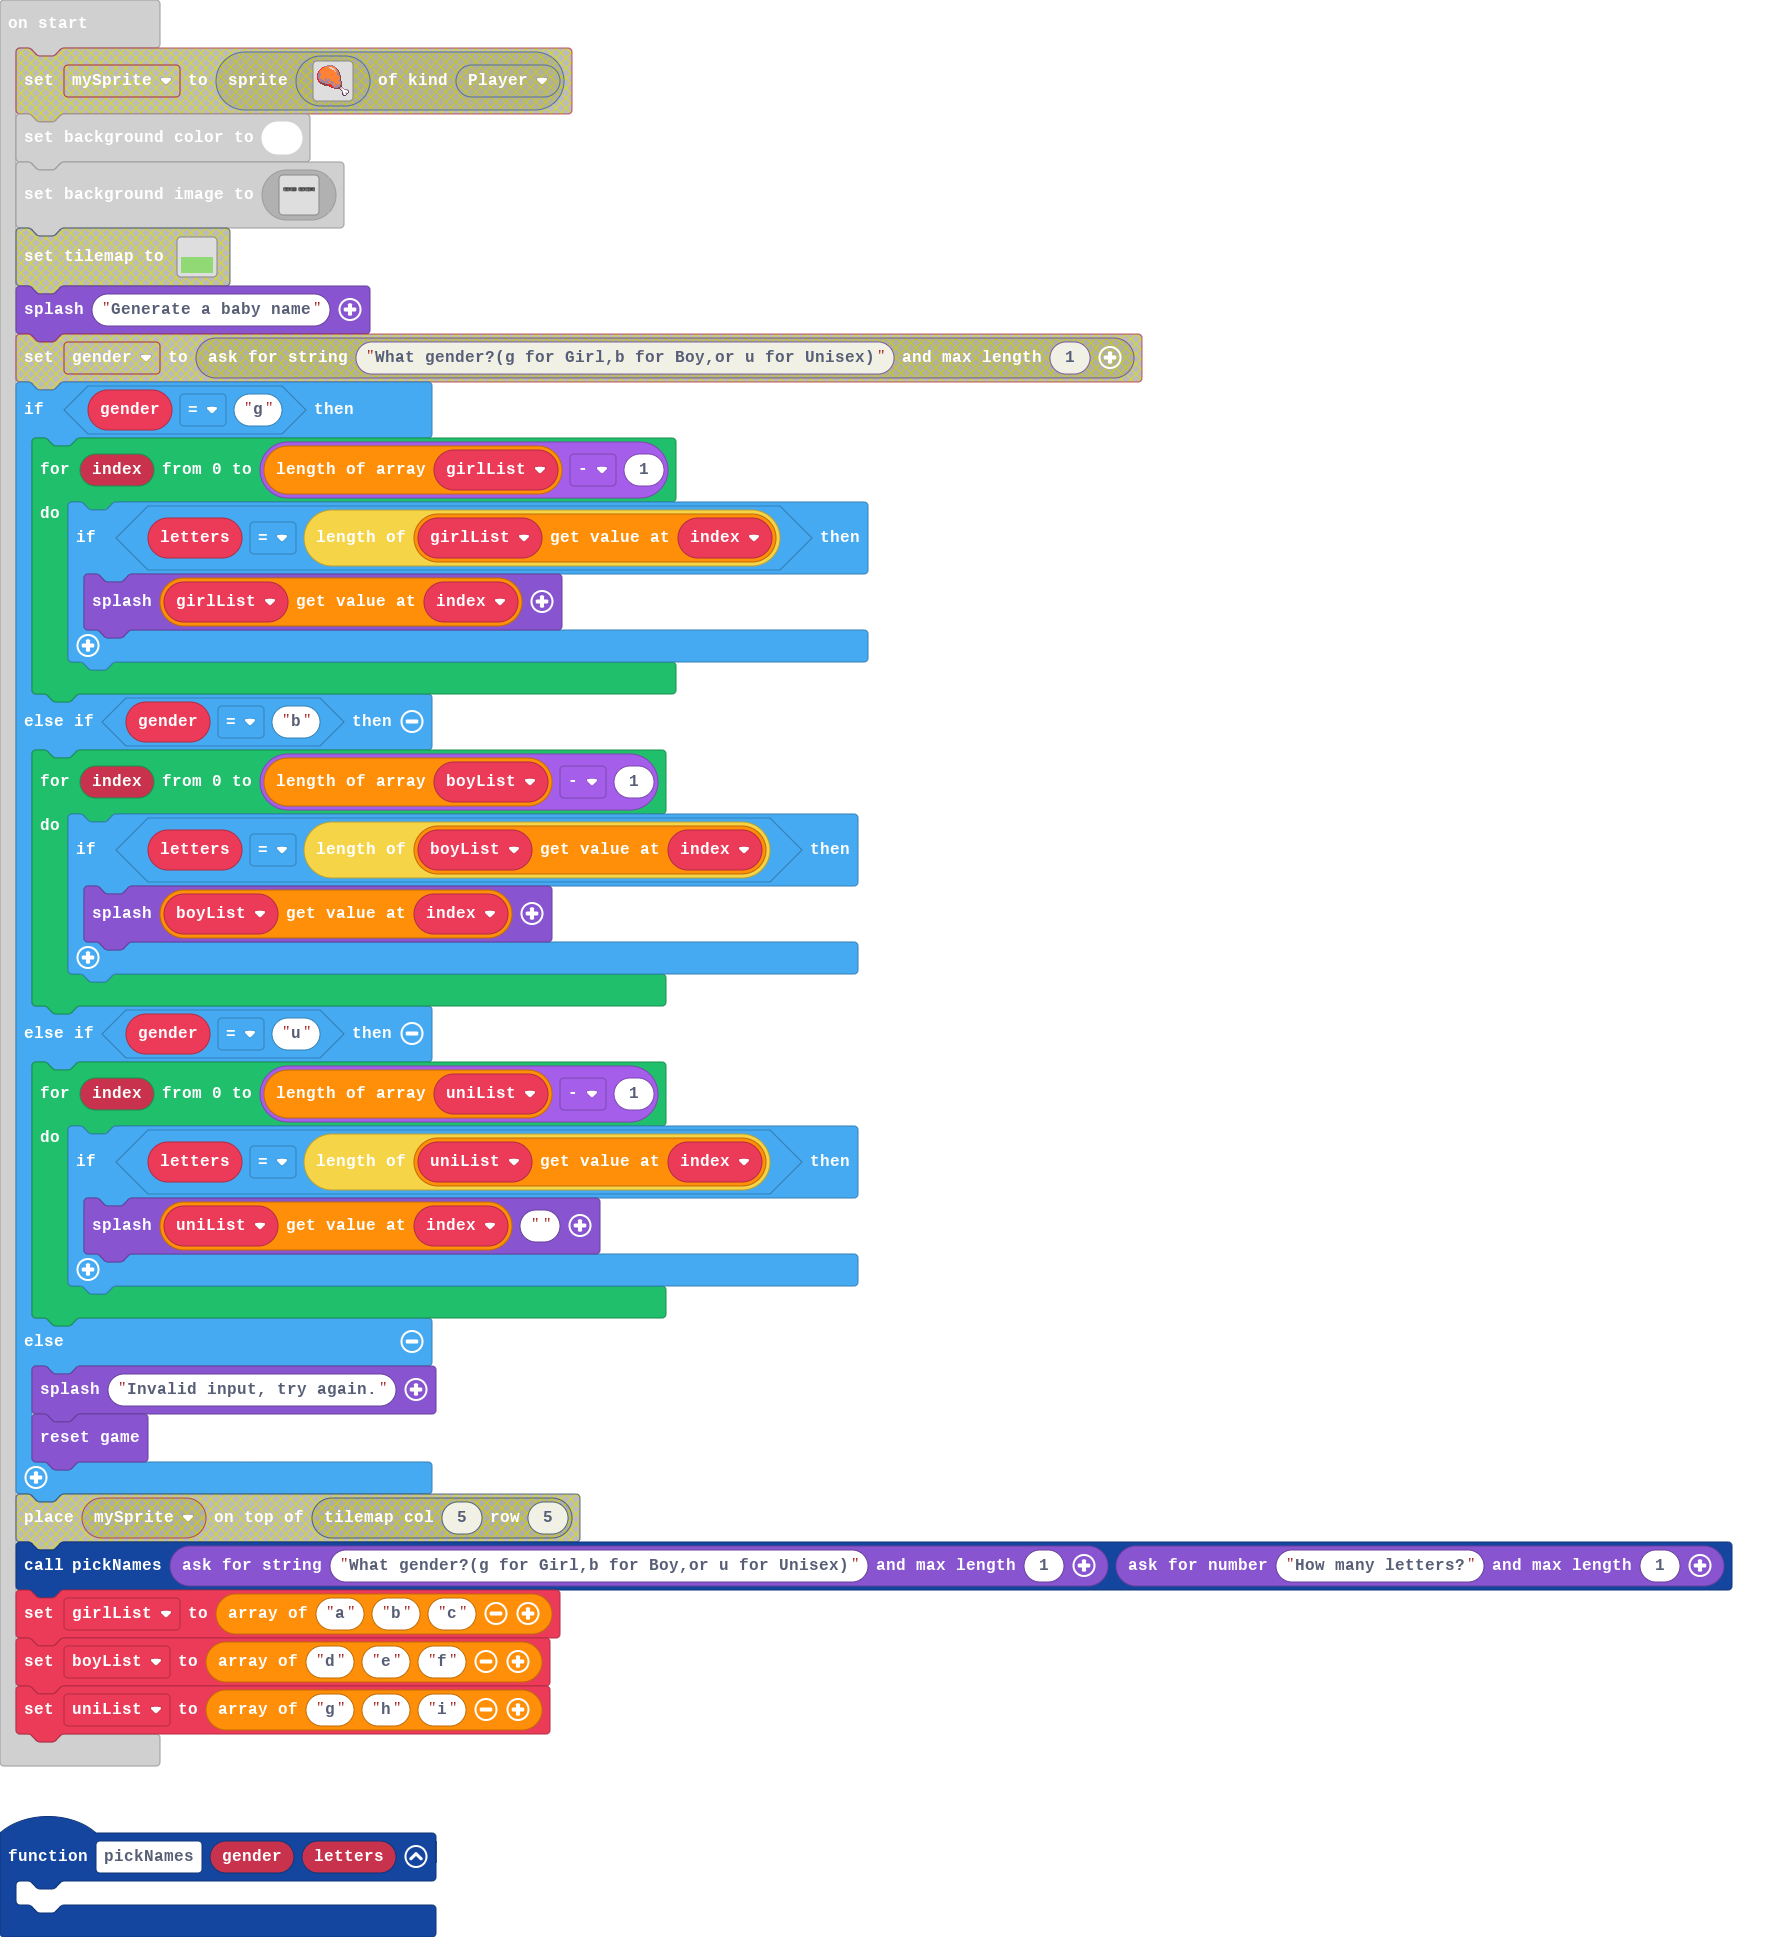 on start
set mySprite to sprite of kind Player
set background color to
set background image to
set tilemap to
splash "Generate a baby name"
set gender to ask for string "What gender?(g for Girl,b for Boy,or u for Unisex)" and max length 1
if gender = "g" then
for index from 0 to length of array girlList - 1
do
if letters = length of girlList get value at index then
splash girlList get value at index
else if gender = "b" then
for index from 0 to length of array boyList - 1
do
if letters = length of boyList get value at index then
splash boyList get value at index
else if gender = "u" then
for index from 0 to length of array uniList - 1
do
if letters = length of uniList get value at index then
splash uniList get value at index ""
else
splash "Invalid input, try again."
reset game
place mySprite on top of tilemap col 5 row 5
call pickNames ask for string "What gender?(g for Girl,b for Boy,or u for Unisex)" and max length 1 ask for number "How many letters?" and max length 1
set girlList to array of "a" "b" "c"
set boyList to array of "d" "e" "f"
set uniList to array of "g" "h" "i"
function pickNames gender letters